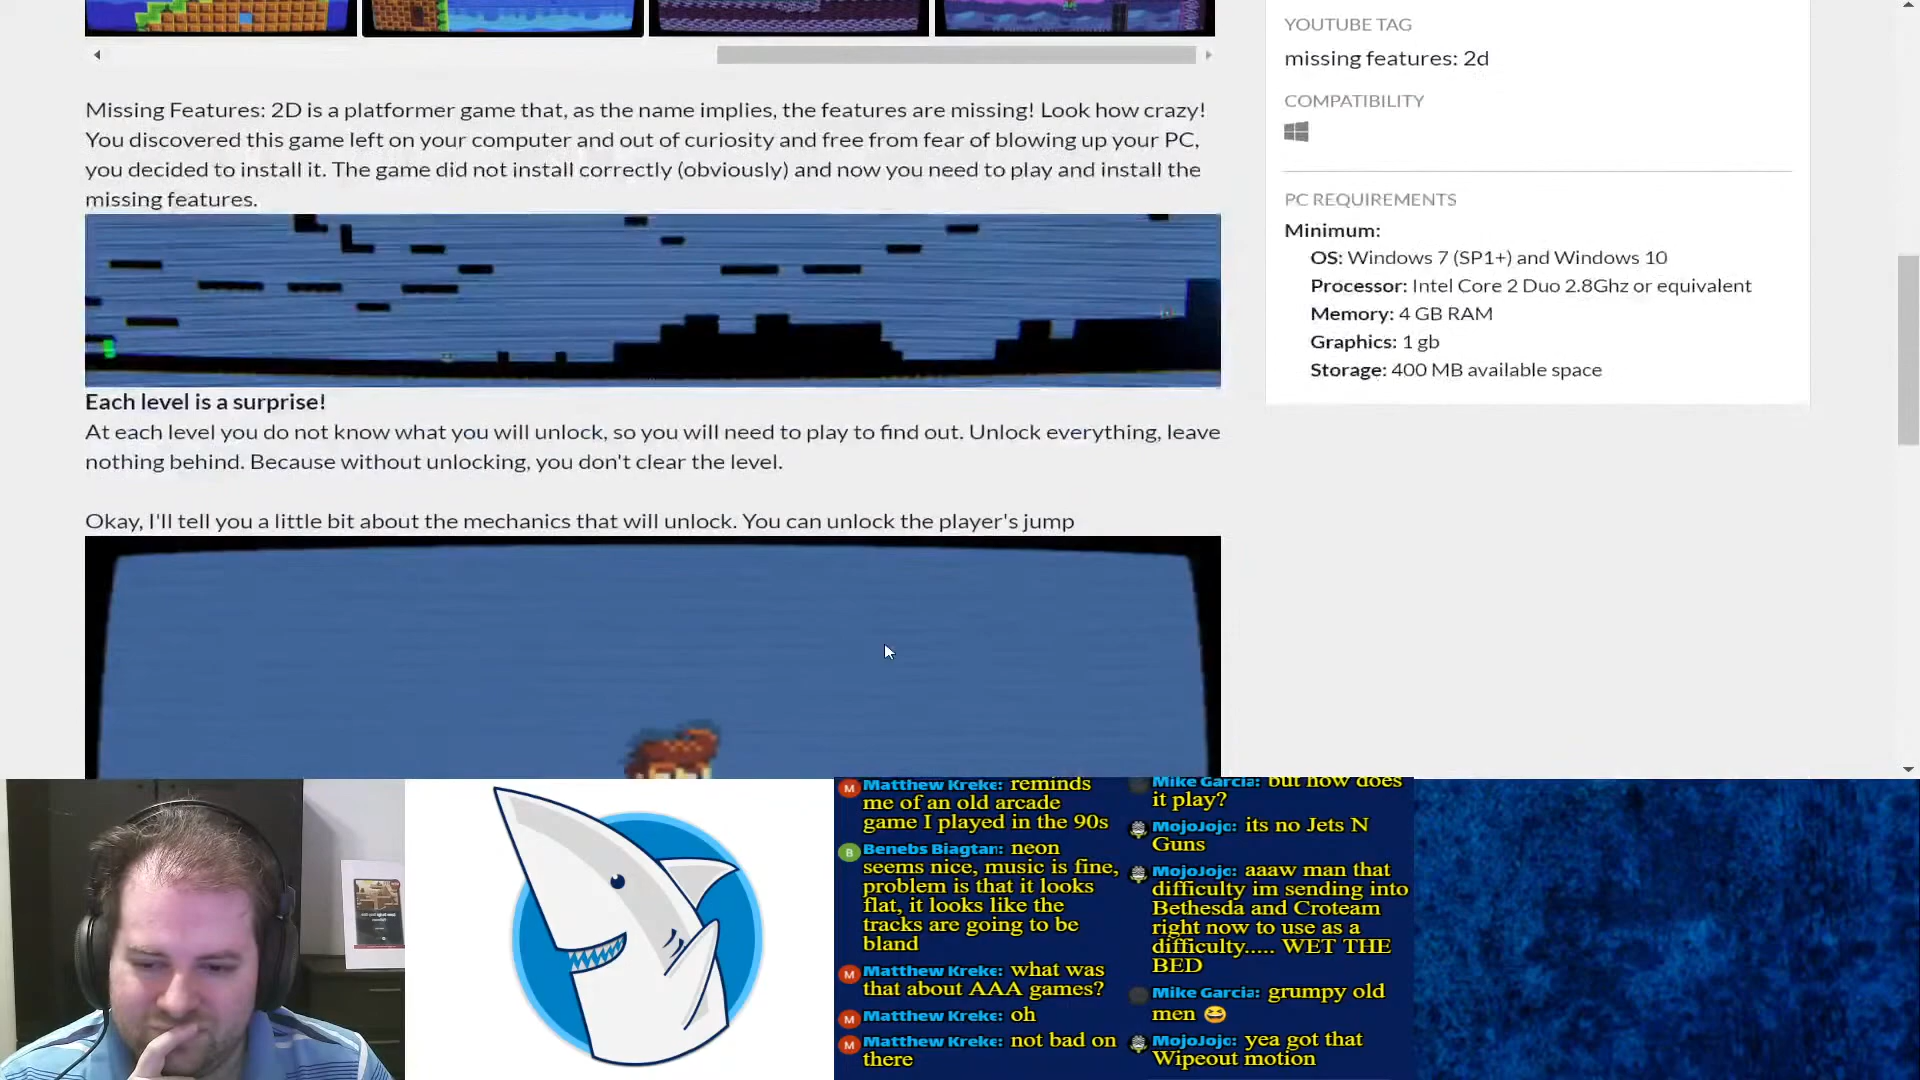 Missing Features: 2D is a platformer game that, as the name implies, the features are missing! Look how crazy!
You discovered this game left on your computer and out of curiosity and free from fear of blowing up your PC,
you decided to install it. The game did not install correctly (obviously) and now you need to play and install the
missing features.
Each level is a surprise!
At each level you do not know what you will unlock, so you will need to play to find out. Unlock everything, leave
nothing behind. Because without unlocking, you don't clear the level.
Okay, I'll tell you a little bit about the mechanics that will unlock. You can unlock the player's jump
YOUTUBE TAG
missing features: 2d
COMPATIBILITY
PC REQUIREMENTS
Minimum:
OS: Windows 7 (SP1+) and Windows 10
Processor: Intel Core 2 Duo 2.8Ghz or equivalent
Memory: 4 GB RAM
Graphics: 1 gb
Storage: 400 MB available space
M Matthew Kreke: reminds
me of an old arcade
game I played in the 90s
B Benebs Biagtan: neon
seems nice, music is fine,
problem is that it looks
flat, it looks like the
tracks are going to be
bland
M Matthew Kreke: what was
that about AAA games?
M Matthew Kreke: oh
M Matthew Kreke: not bad on
there
Mike Garcia: but how does
it play?
MojoJojo: its no Jets N
Guns
MojoJojo: aaaw man that
difficulty im sending into
Bethesda and Croteam
right now to use as a
difficulty..... WET THE
BED
Mike Garcia: grumpy old
men 😆
MojoJojo: yea got that
Wipeout motion